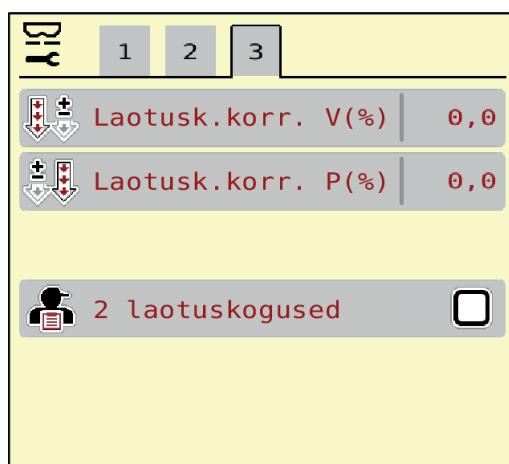 1 2 3
Laotusk.korr. V(%) 0,0
Laotusk.korr. P(%) 0,0
2 laotuskogused